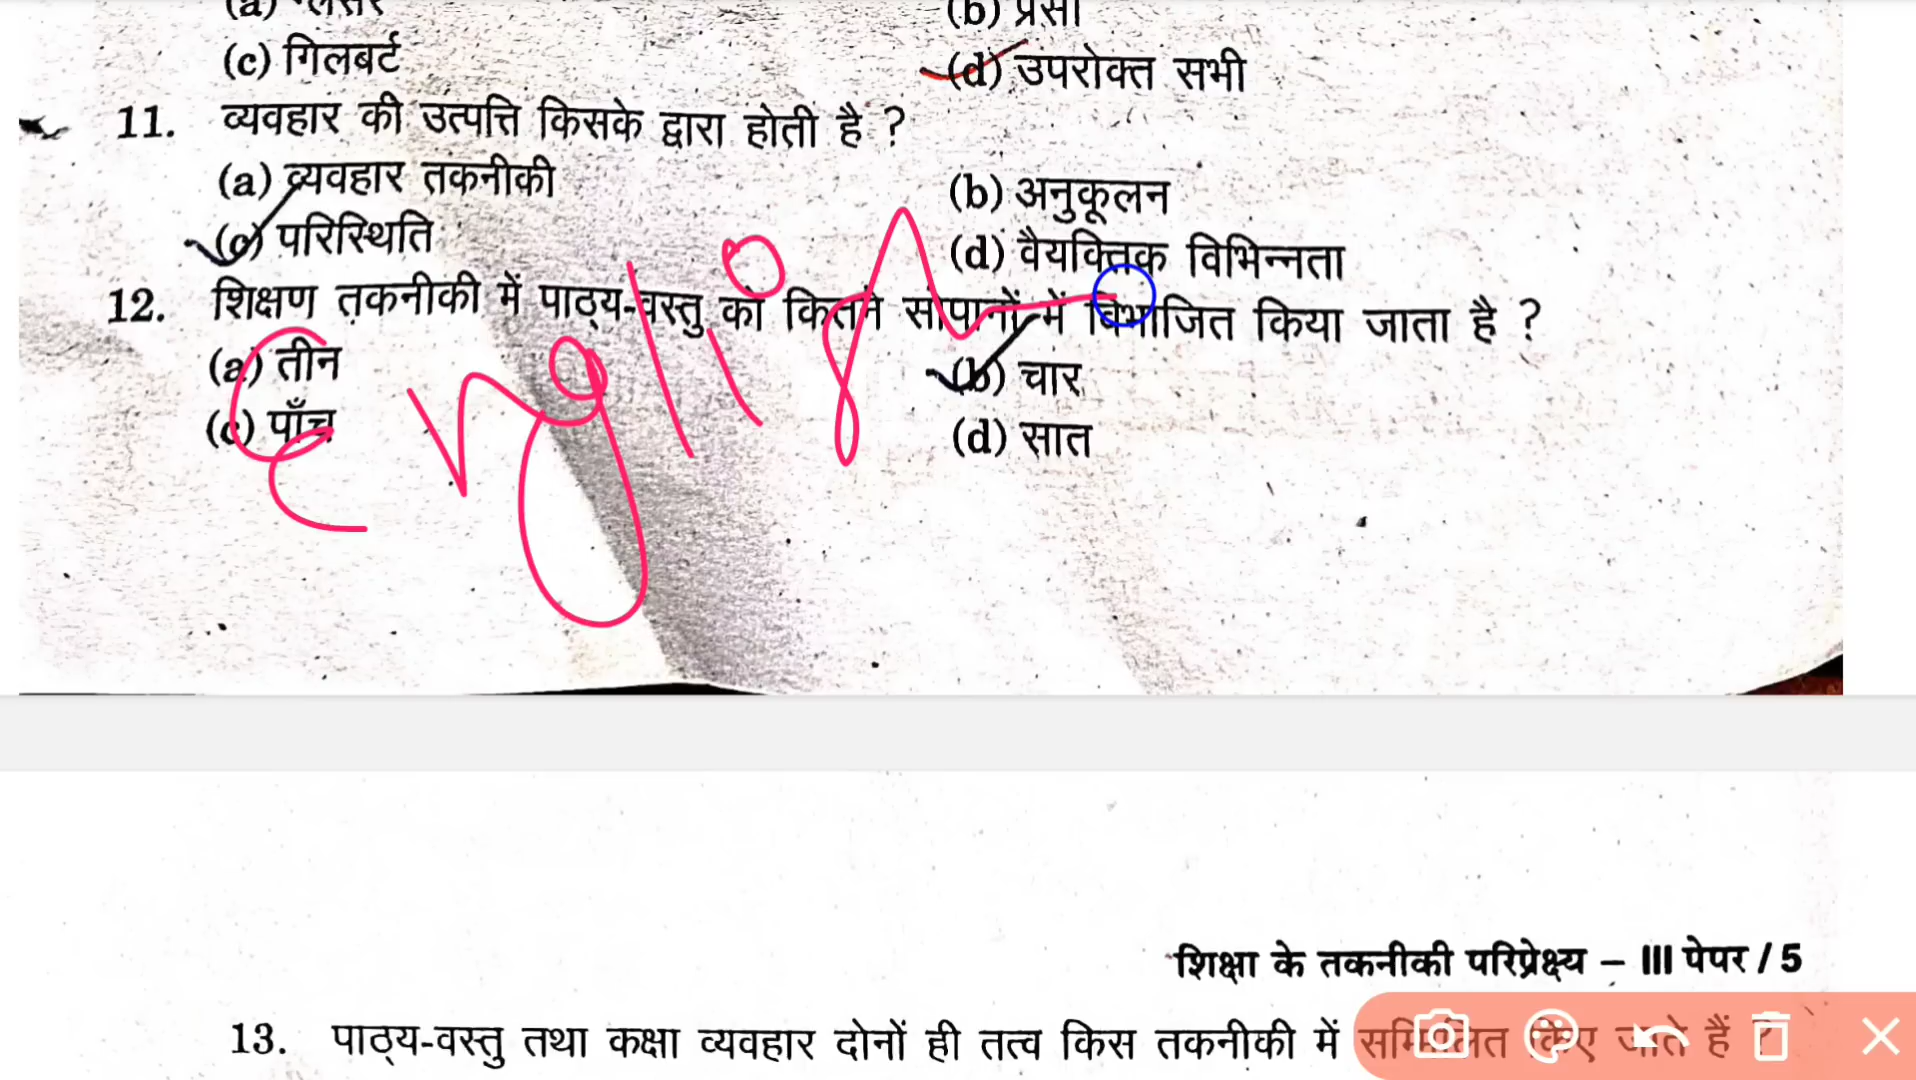 (c) गिलबर्ट (d) उपरोक्त सभी
11. व्यवहार की उत्पत्ति किसके द्वारा होती है ?
(a) व्यवहार तकनीकी (b) अनुकूलन
(c) परिस्थिति (d) वैयक्तिक विभिन्नता
12. शिक्षण तकनीकी में पाठ्य-वस्तु को कितने सोपानों में विभाजित किया जाता है ?
(a) तीन (b) चार
(c) पाँच (d) सात
English
शिक्षा के तकनीकी परिप्रेक्ष्य – III पेपर / 5
13. पाठ्य-वस्तु तथा कक्षा व्यवहार दोनों ही तत्व किस तकनीकी में सम्मिलित किए जाते हैं ?